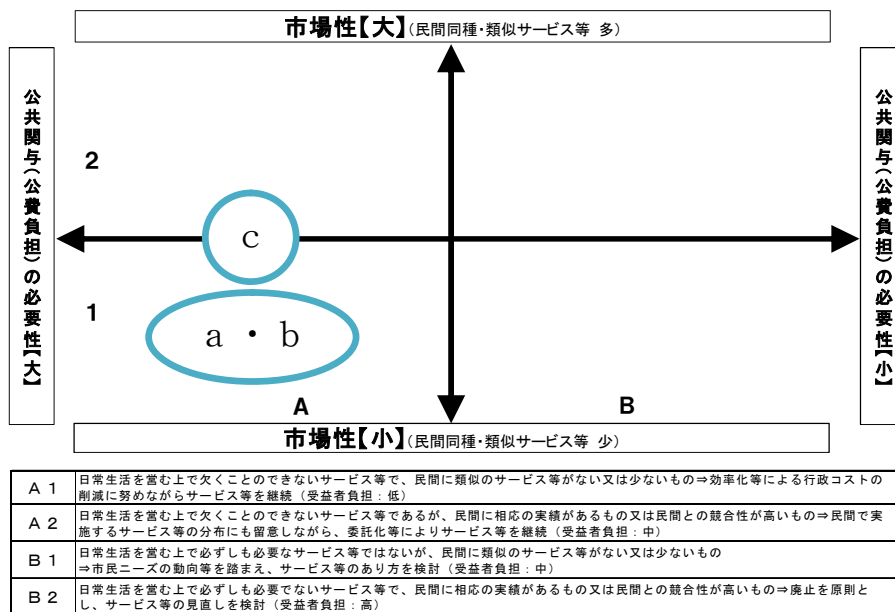 市場性【大】(民間同種・類似サービス等 多)
公共関与(公費負担)の必要性【大】
公共関与(公費負担)の必要性【小】
2
c
1
a ・ b
A
B
市場性【小】(民間同種・類似サービス等 少)
A 1
日常生活を営む上で欠くことのできないサービス等で、民間に類似のサービス等がない又は少ないもの⇒効率化等による行政コストの
削減に努めながらサービス等を継続（受益者負担：低）
A 2
日常生活を営む上で欠くことのできないサービス等であるが、民間に相応の実績があるもの又は民間との競合性が高いもの⇒民間で実
施するサービス等の分布にも留意しながら、委託化等によりサービス等を継続（受益者負担：中）
B 1
日常生活を営む上で必ずしも必要なサービス等ではないが、民間に類似のサービス等がない又は少ないもの
⇒市民ニーズの動向等を踏まえ、サービス等のあり方を検討（受益者負担：中）
B 2
日常生活を営む上で必ずしも必要でないサービス等で、民間に相応の実績があるもの又は民間との競合性が高いもの⇒廃止を原則と
し、サービス等の見直しを検討（受益者負担：高）